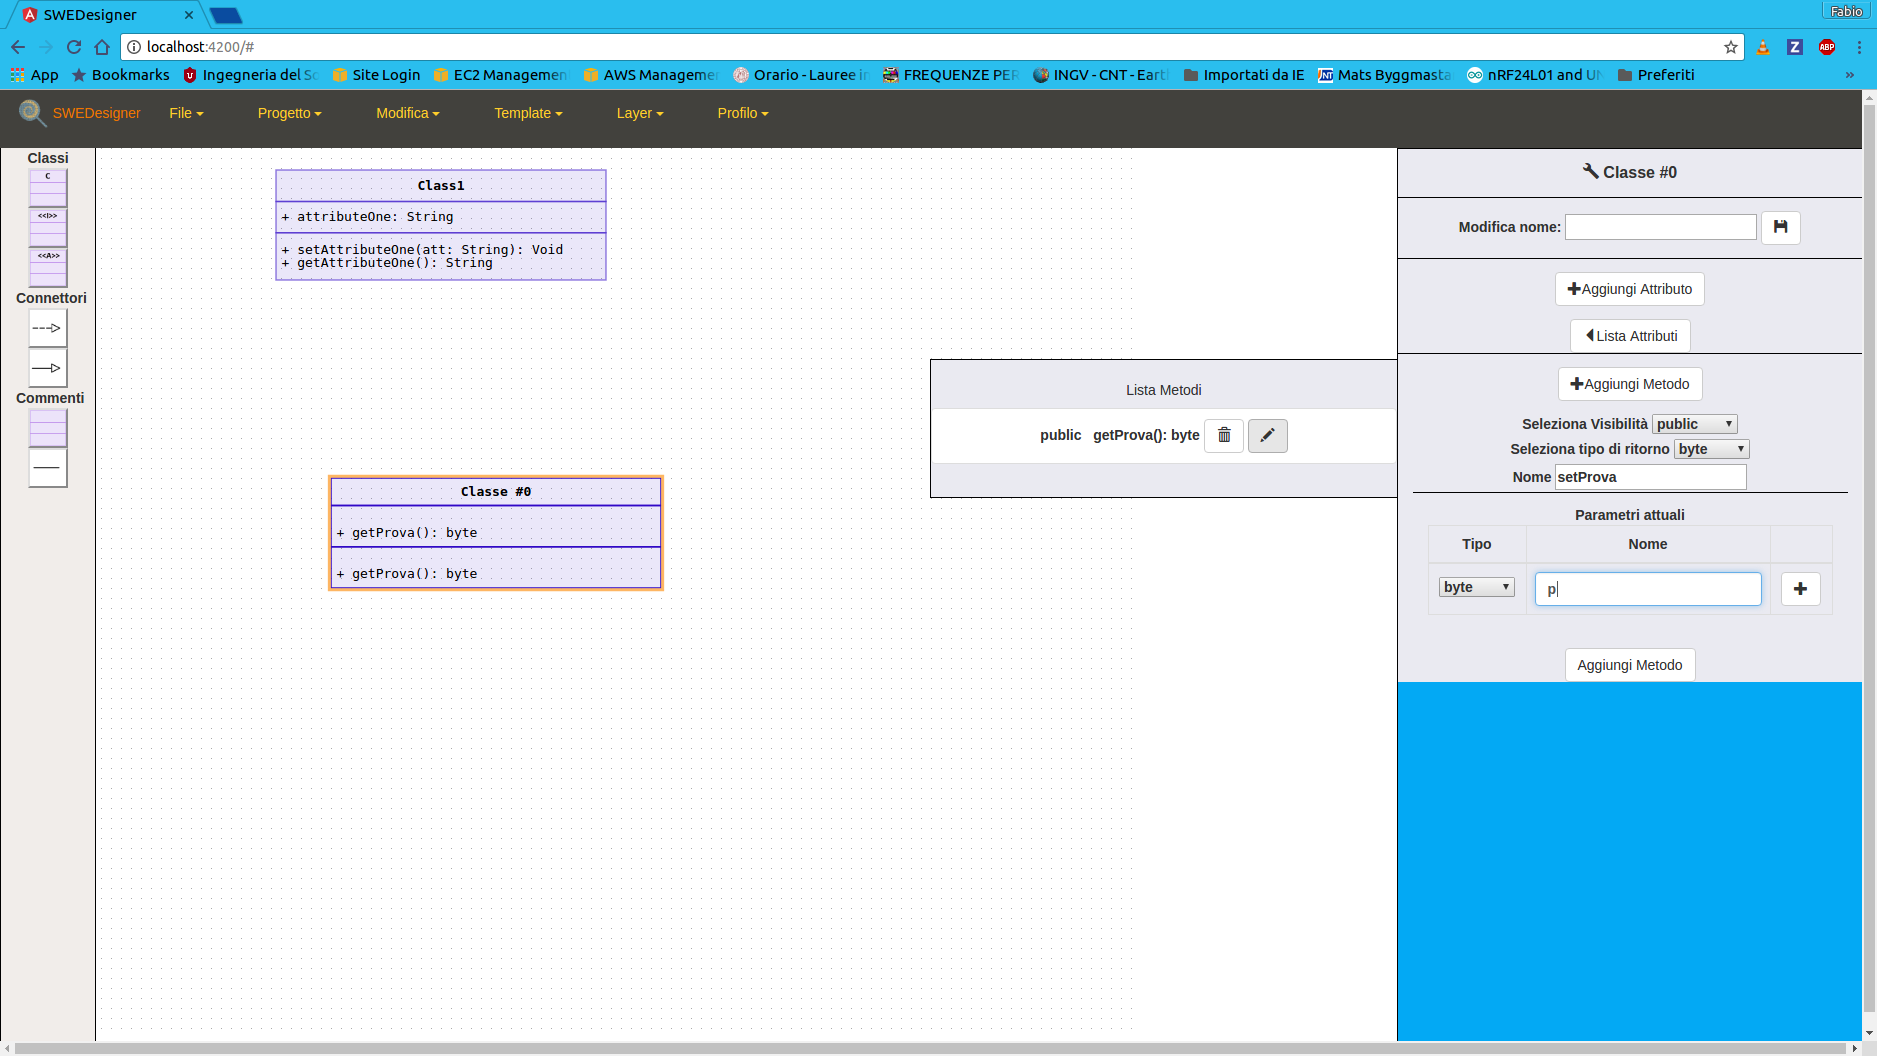 SWEDesigner
Fabio
localhost:4200/#
App
Bookmarks
Ingegneria del
Site Login
EC2 Management
AWS Managemer
Orario - Lauree in
FREQUENZE PER
INGV - CNT - Eart
Importati da IE
Mats Byggmasta
nRF24L01 and UN
Preferiti
»
SWEDesigner
File
Progetto
Modifica
Template
Layer
Profilo
Classi
C
<<I>>
<<A>>
Connettori
Commenti
Class1
+ attributeOne: String
+ setAttributeOne(att: String): Void
+ getAttributeOne(): String
Classe #0
+ getProva(): byte
+ getProva(): byte
Lista Metodi
public getProva(): byte
Classe #0
Modifica nome:
Aggiungi Attributo
Lista Attributi
Aggiungi Metodo
Seleziona Visibilità public
Seleziona tipo di ritorno byte
Nome setProva
Parametri attuali
Tipo Nome
byte p
Aggiungi Metodo